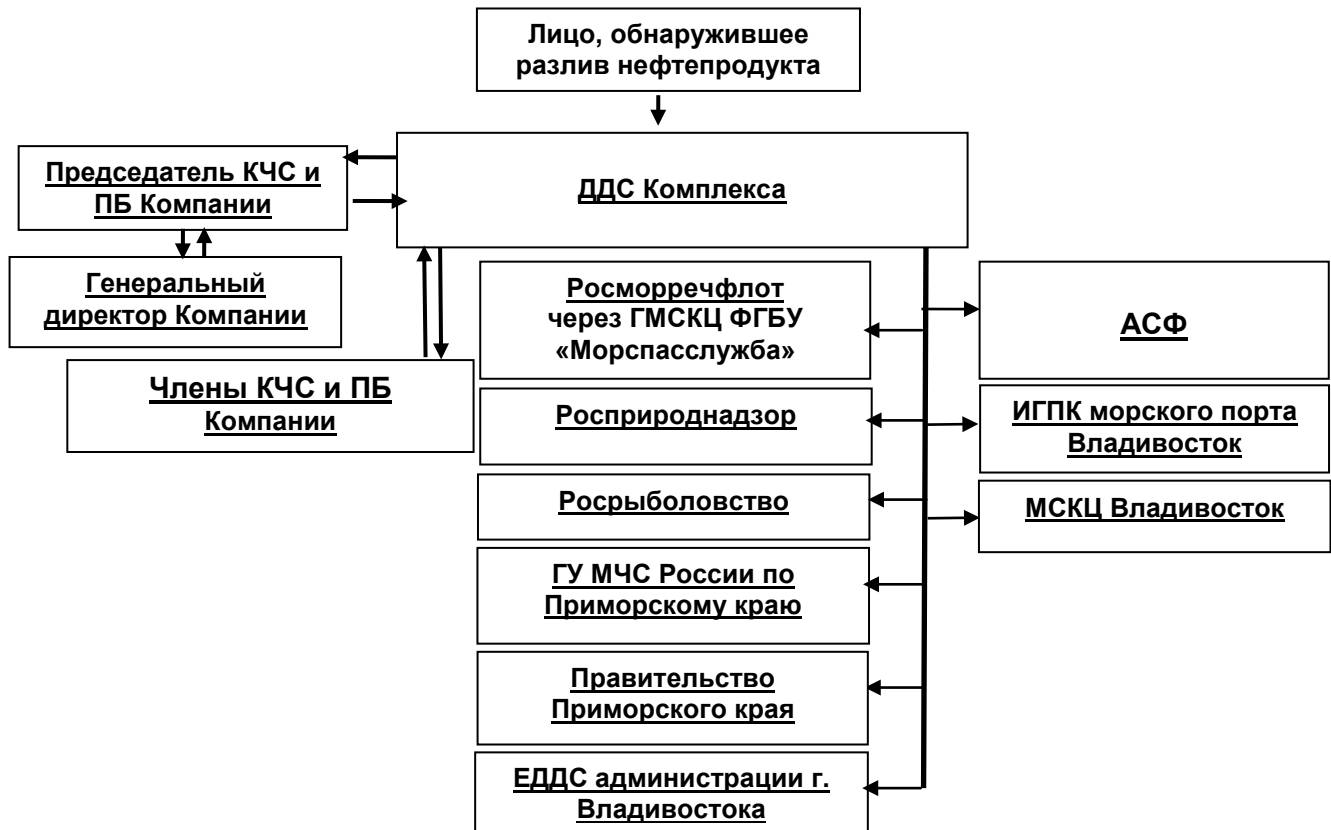 Лицо, обнаружившее
разлив нефтепродукта
ДДС Комплекса
Председатель КЧС и
ПБ Компании
Генеральный
директор Компании
Члены КЧС и ПБ
Компании
Росморречфлот
через ГМСКЦ ФГБУ
«Морспасслужба»
Росприроднадзор
Росрыболовство
ГУ МЧС России по
Приморскому краю
Правительство
Приморского края
ЕДДС администрации г.
Владивостока
АСФ
ИГПК морского порта
Владивосток
МСКЦ Владивосток